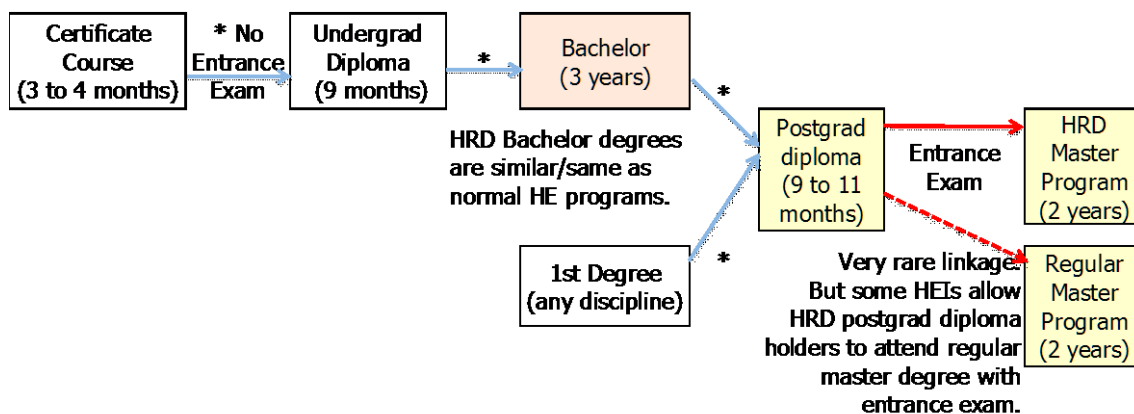 Certificate
Course
(3 to 4 months)
* No
Entrance
Exam
Undergrad
Diploma
(9 months)
*
Bachelor
(3 years)
*
HRD Bachelor degrees
are similar/same as
normal HE programs.
1st Degree
(any discipline)
*
Postgrad
diploma
(9 to 11
months)
Entrance
Exam
HRD
Master
Program
(2 years)
Very rare linkage.
But some HEIs allow
HRD postgrad diploma
holders to attend regular
master degree with
entrance exam.
Regular
Master
Program
(2 years)